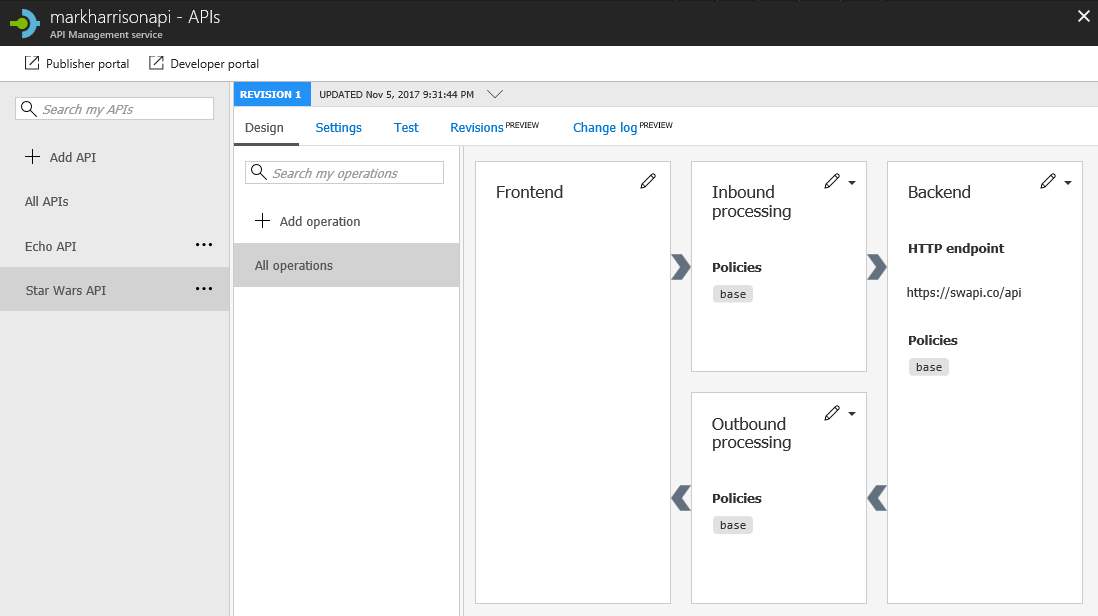 markharrisonapi - APIs
API Management service
Publisher portal
Developer portal
Search my APIs
Add API
All APIs
Echo API
Star Wars API
REVISION 1
UPDATED Nov 5, 2017 9:31:44 PM
Design
Settings
Test
Revisions PREVIEW
Change log PREVIEW
Search my operations
Add operation
All operations
Frontend
Inbound
processing
Policies
base
Outbound
processing
Policies
base
Backend
HTTP endpoint
https://swapi.co/api
Policies
base